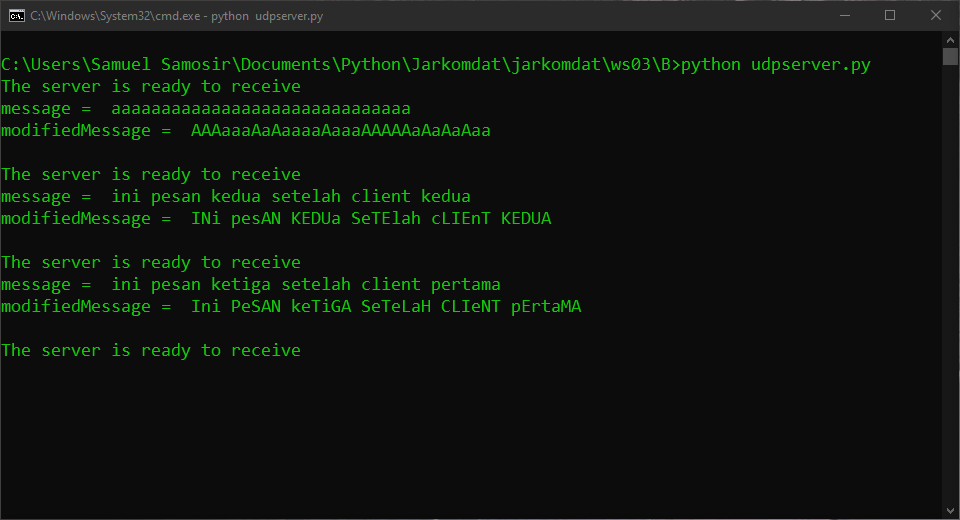 C:\Windows\System32\cmd.exe - python  udpserver.py
C:\Users\Samuel Samosir\Documents\Python\Jarkomdat\jarkomdat\ws03\B>python udpserver.py
The server is ready to receive
message =  aaaaaaaaaaaaaaaaaaaaaaaaaaaaaa
modifiedMessage =  AAAaaaAaAaaaaAaaaAAAAAaAaAaAaa

The server is ready to receive
message =  ini pesan kedua setelah client kedua
modifiedMessage =  INi pesAN KEDUa SeTElah cLIEnT KEDUA

The server is ready to receive
message =  ini pesan ketiga setelah client pertama
modifiedMessage =  Ini PeSAN keTiGA SeTeLaH CLIeNT pErtaMA

The server is ready to receive